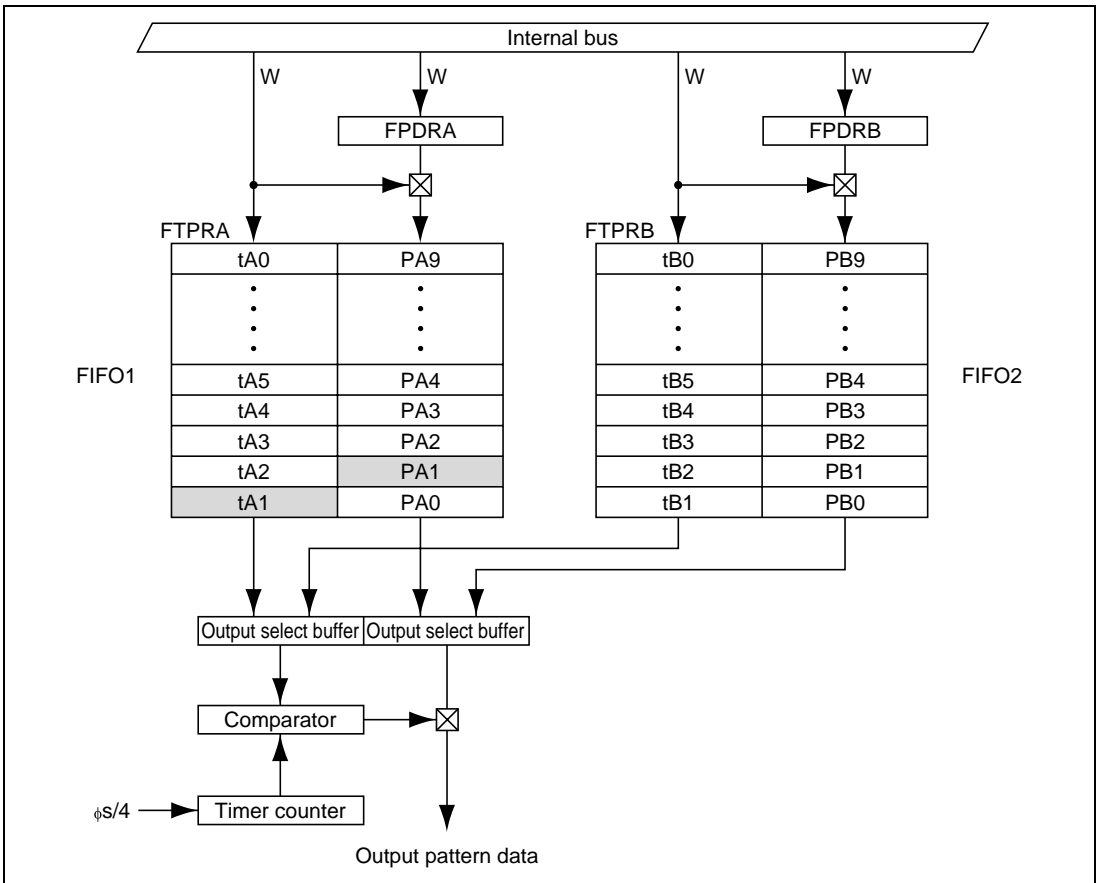 Internal bus
W W W W
FPDRA FPDRB
FTPRA FTPRB
tA0 PA9 tB0 PB9
FIFO1 tA5 PA4 tB5 PB4 FIFO2
tA4 PA3 tB4 PB3
tA3 PA2 tB3 PB2
tA2 PA1 tB2 PB1
tA1 PA0 tB1 PB0
Output select buffer Output select buffer
Comparator
ϕs/4 Timer counter
Output pattern data